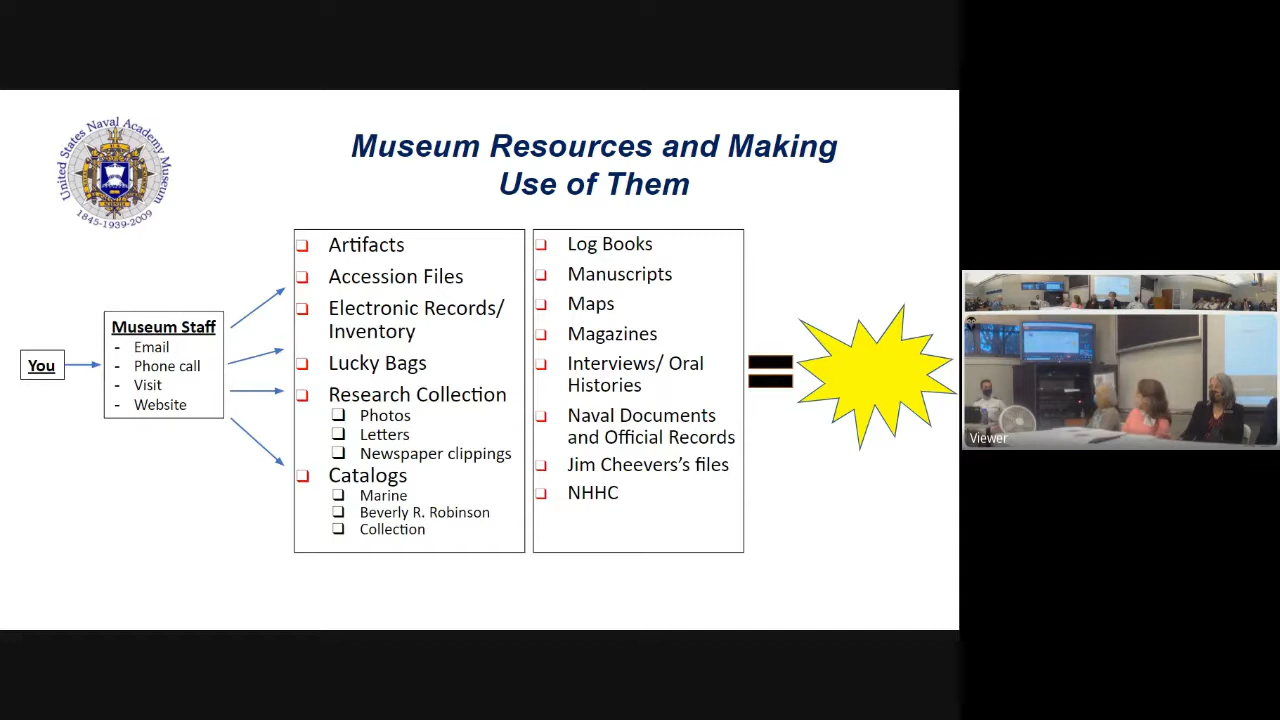 United States Naval Academy Museum
1845-1939-2009
Museum Resources and Making
Use of Them
You
Museum Staff
- Email
- Phone call
- Visit
- Website
Artifacts
Accession Files
Electronic Records/
Inventory
Lucky Bags
Research Collection
Photos
Letters
Newspaper clippings
Catalogs
Marine
Beverly R. Robinson
Collection
Log Books
Manuscripts
Maps
Magazines
Interviews/ Oral
Histories
Naval Documents
and Official Records
Jim Cheevers's files
NHHC
Viewer